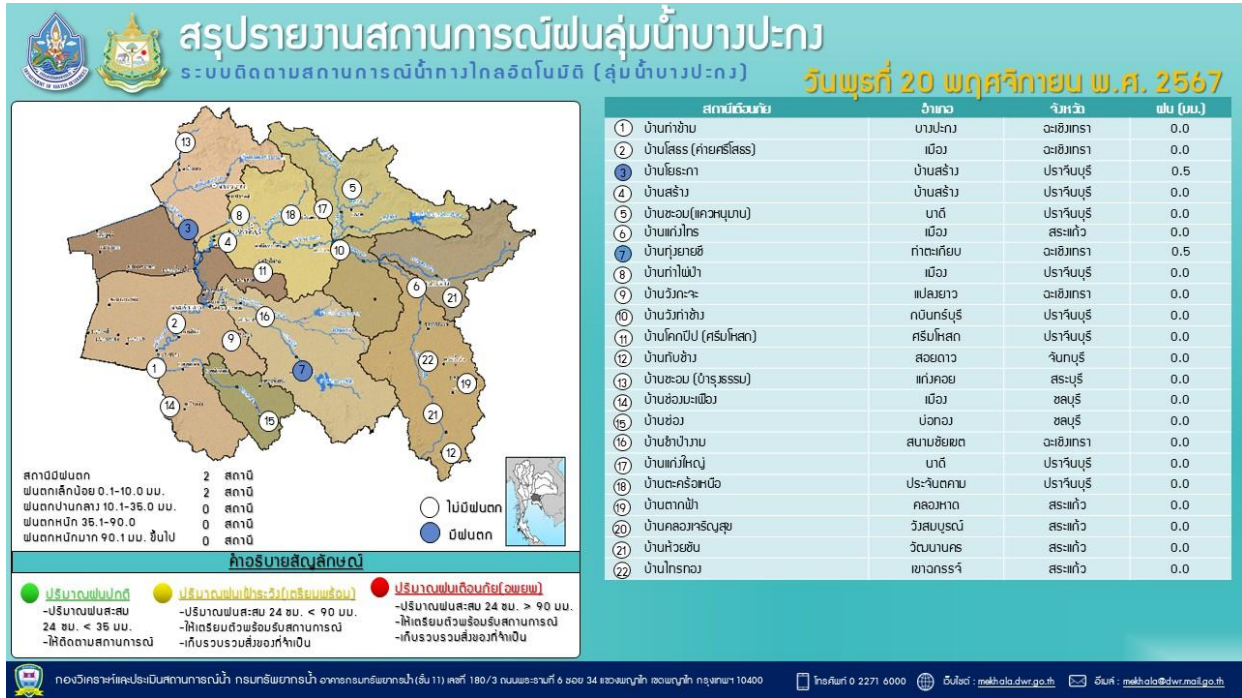 สรุปรายงานสถานการณ์ฝนลุ่มน้ำบางปะกง
ระบบติดตามสถานการณ์น้ำทางไกลอัตโนมัติ (ลุ่มน้ำบางปะกง)
วันพุธที่ 20 พฤศจิกายน พ.ศ. 2567
สถานีเตือนภัย อำเภอ จังหวัด ฝน (มม.)
1 บ้านท่าข้าม บางปะกง ฉะเชิงเทรา 0.0
2 บ้านโสธร (ค่ายศรีโสธร) เมือง ฉะเชิงเทรา 0.0
3 บ้านโยธะกา บ้านสร้าง ปราจีนบุรี 0.5
4 บ้านสร้าง บ้านสร้าง ปราจีนบุรี 0.0
5 บ้านซะอม(แควหนุมาน) นาดี ปราจีนบุรี 0.0
6 บ้านแก่งไทร เมือง สระแก้ว 0.0
7 บ้านทุ่งยายชี ท่าตะเกียบ ฉะเชิงเทรา 0.5
8 บ้านท่าไผ่ป่า เมือง ปราจีนบุรี 0.0
9 บ้านวังกะจะ แปลงยาว ฉะเชิงเทรา 0.0
10 บ้านวังท่าช้าง กบินทร์บุรี ปราจีนบุรี 0.0
11 บ้านโคกปีป (ศรีมโหสถ) ศรีมโหสถ ปราจีนบุรี 0.0
12 บ้านทับช้าง สอยดาว จันทบุรี 0.0
13 บ้านซะอม (บำรุงธรรม) แก่งคอย สระบุรี 0.0
14 บ้านช่องมะเฟือง เมือง ชลบุรี 0.0
15 บ้านช่อง บ่อทอง ชลบุรี 0.0
16 บ้านชำป่างาม สนามชัยเขต ฉะเชิงเทรา 0.0
17 บ้านแก่งใหญ่ นาดี ปราจีนบุรี 0.0
18 บ้านตะคร้อเหนือ ประจันตคาม ปราจีนบุรี 0.0
19 บ้านตากฟ้า คลองหาด สระแก้ว 0.0
20 บ้านคลองเจริญสุข วังสมบูรณ์ สระแก้ว 0.0
21 บ้านห้วยชัน วัฒนานคร สระแก้ว 0.0
22 บ้านไทรทอง เขาฉกรรจ์ สระแก้ว 0.0
13
5
8
18
17
3
4
10
11
6
21
16
2
9
22
1
7
19
14
15
21
12
สถานีมีฝนตก 2 สถานี
ฝนตกเล็กน้อย 0.1-10.0 มม. 2 สถานี
ฝนตกปานกลาง 10.1-35.0 มม. 0 สถานี
ฝนตกหนัก 35.1-90.0 0 สถานี
ฝนตกหนักมาก 90.1 มม. ขึ้นไป 0 สถานี
ไม่มีฝนตก
มีฝนตก
คำอธิบายสัญลักษณ์
ปริมาณฝนปกติ
-ปริมาณฝนสะสม
24 ชม. < 35 มม.
-ให้ติดตามสถานการณ์
ปริมาณฝนเฝ้าระวัง(เตรียมพร้อม)
-ปริมาณฝนสะสม 24 ชม. < 90 มม.
-ให้เตรียมตัวพร้อมรับสถานการณ์
-เก็บรวบรวมสิ่งของที่จำเป็น
ปริมาณฝนเตือนภัย(อพยพ)
-ปริมาณฝนสะสม 24 ชม. > 90 มม.
-ให้เตรียมตัวพร้อมรับสถานการณ์
-เก็บรวบรวมสิ่งของที่จำเป็น
กองวิเคราะห์และประเมินสถานการณ์น้ำ กรมทรัพยากรน้ำ อาคารกรมทรัพยากรน้ำ(ชั้น 11) เลขที่ 180/3 ถนนพระรามที่ 6 ซอย 34 แขวงพญาไท เขตพญาไท กรุงเทพฯ 10400
โทรศัพท์ 0 2271 6000
เว็บไซต์ : mekhala.dwr.go.th
อีเมล์ : mekhala@dwr.mail.go.th